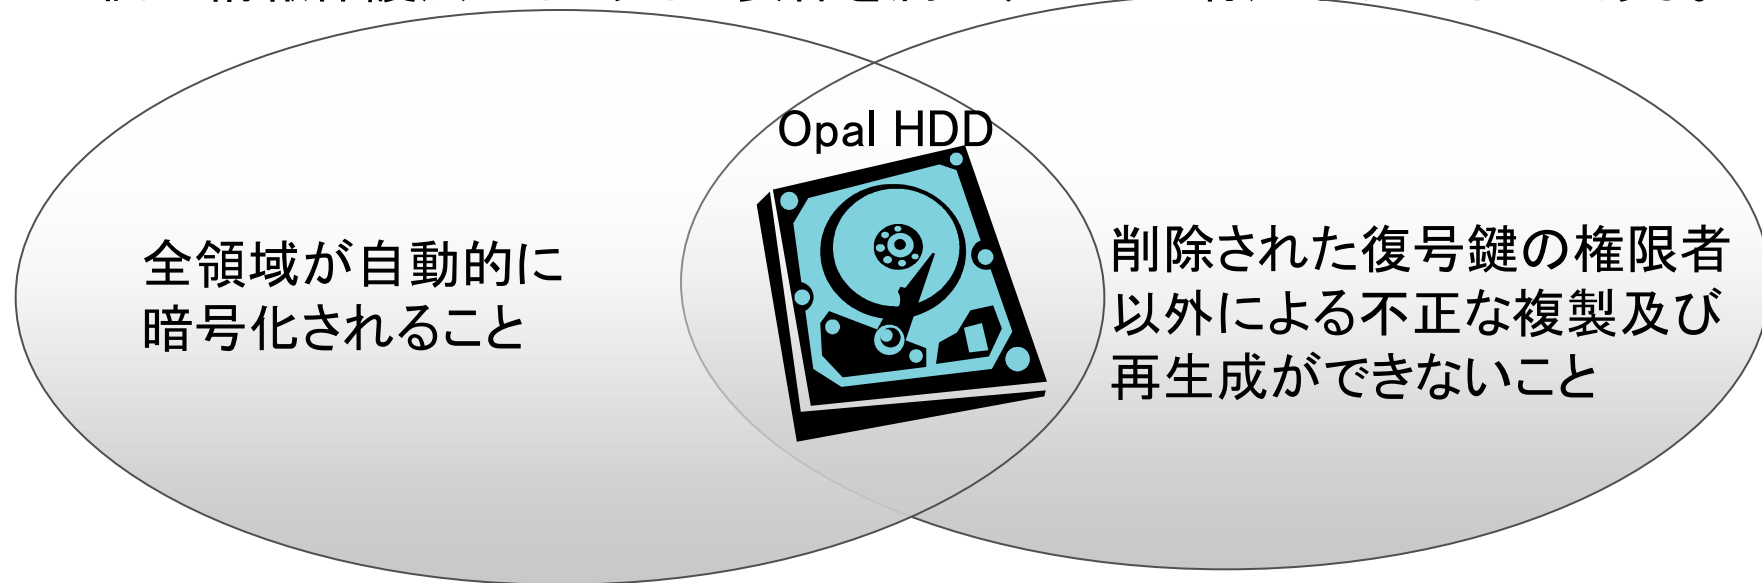 Opal HDD
全領域が自動的に
暗号化されること
削除された復号鍵の権限者
以外による不正な複製及び
再生成ができないこと